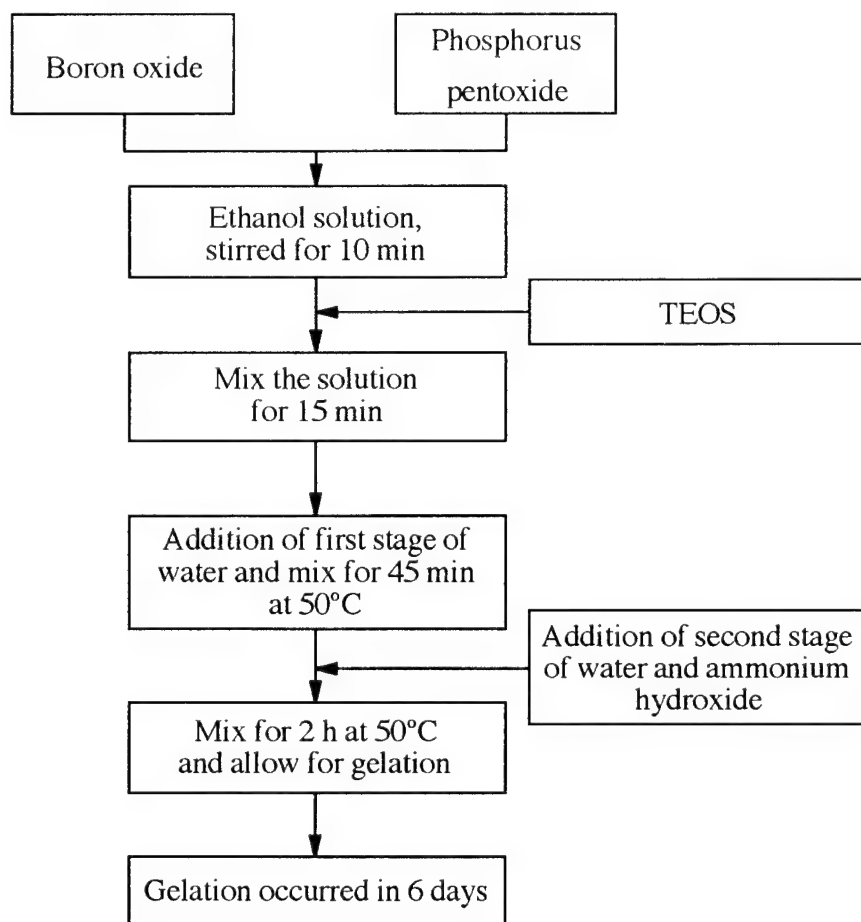 Boron oxide
Phosphorus
pentoxide
Ethanol solution,
stirred for 10 min
TEOS
Mix the solution
for 15 min
Addition of first stage of
water and mix for 45 min
at 50°C
Addition of second stage
of water and ammonium
hydroxide
Mix for 2 h at 50°C
and allow for gelation
Gelation occurred in 6 days